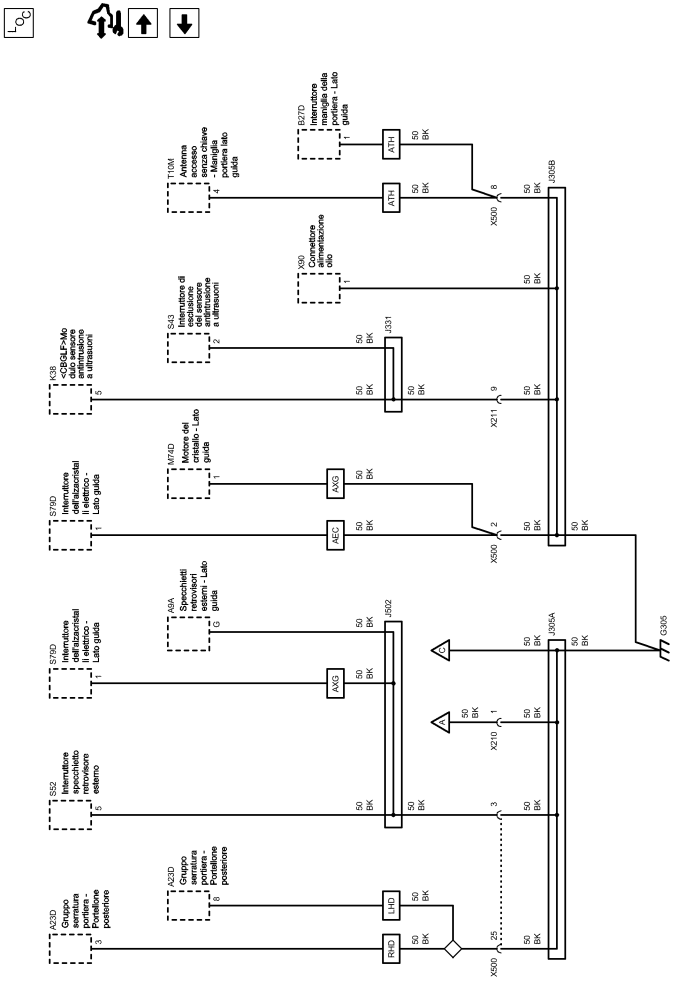 LOC
A23D
Gruppo
serratura
portiera -
Portellone
posteriore
3
A23D
Gruppo
serratura
portiera -
Portellone
posteriore
8
S52
Interruttore
specchietto
retrovisore
esterno
5
S79D
Interruttore
dell'alzacristal
li elettrico -
Lato guida
1
A9A
Specchietti
retrovisori
esterni - Lato
guida
G
S79D
Interruttore
dell'alzacristal
li elettrico -
Lato guida
1
M74D
Motore del
cristallo - Lato
guida
1
K38
<CBGLF>Mo
dulo sensore
antintrusione
a ultrasuoni
5
S43
Interruttore di
esclusione
del sensore
antintrusione
a ultrasuoni
2
X90
Connettore
alimentazione
olio
1
T10M
Antenna
accesso
senza chiave
- Maniglia
portiera lato
guida
4
B27D
Interruttore
maniglia della
portiera - Lato
guida
1
RHD
50
BK
LHD
50
BK
50
BK
AXG
50
BK
50
BK
J502
AEC
50
BK
AXG
50
BK
50
BK
50
BK
J331
ATH
50
BK
ATH
50
BK
50
BK
A
50
BK
C
50
BK
X500
25
3
X210
1
X500
2
X211
9
X500
8
50
BK
50
BK
50
BK
50
BK
J305A
50
BK
50
BK
50
BK
50
BK
50
BK
J305B
50
BK
G305